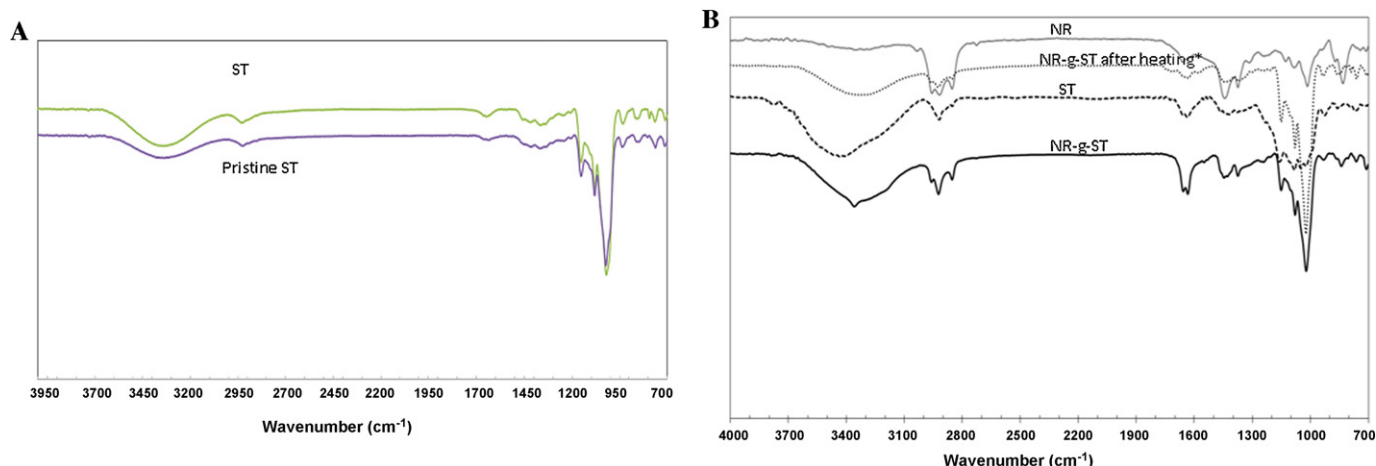 A
ST
Pristine ST
3950 3700 3450 3200 2950 2700 2450 2200 1950 1700 1450 1200 950 700
Wavenumber (cm-1)
B
NR
NR-g-ST after heating*
ST
NR-g-ST
4000 3700 3400 3100 2800 2500 2200 1900 1600 1300 1000 700
Wavenumber (cm-1)